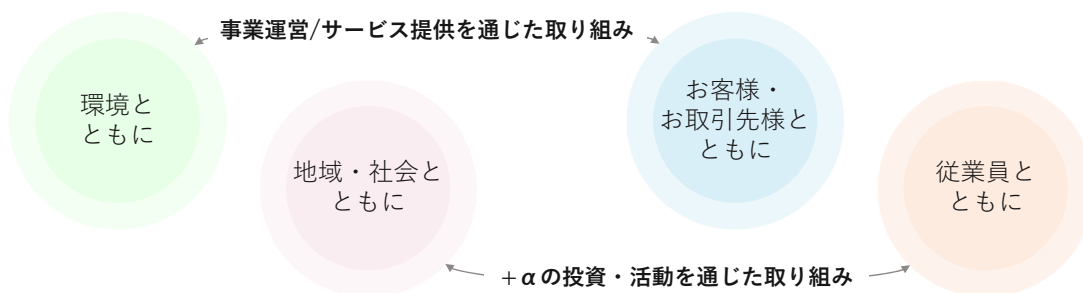 事業運営/サービス提供を通じた取り組み
環境と
ともに
お客様・
お取引先様と
ともに
地域・社会と
ともに
従業員と
ともに
+αの投資・活動を通じた取り組み